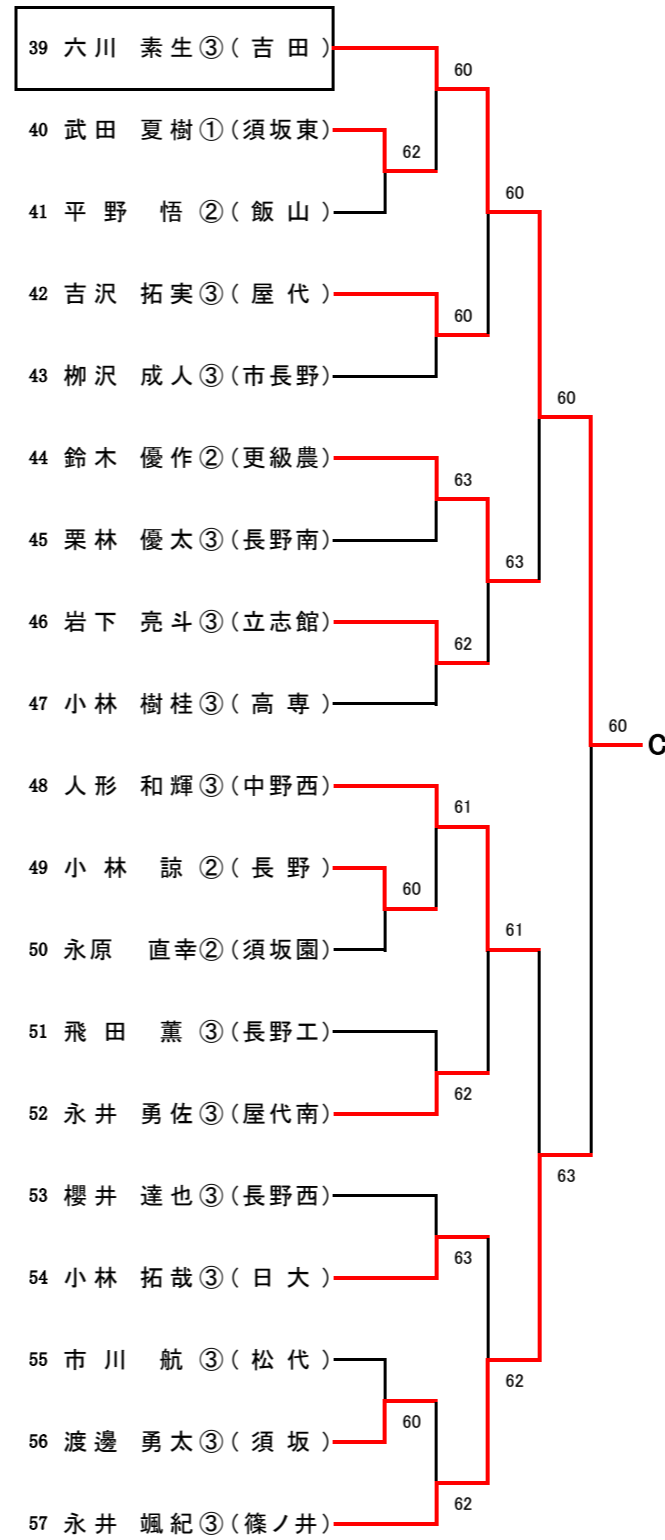 39 六川 素生③(吉田)
60
40 武田 夏樹①(須坂東)
62
60
41 平野 悟②(飯山)
42 吉沢 拓実③(屋代)
60
43 栁沢 成人③(市長野)
60
44 鈴木 優作②(更級農)
63
45 栗林 優太③(長野南)
63
46 岩下 亮斗③(立志館)
62
47 小林 樹桂③(高専)
60 C
48 人形 和輝③(中野西)
61
49 小林 諒②(長野)
60
61
50 永原 直幸②(須坂園)
51 飛田 薫③(長野工)
62
52 永井 勇佐③(屋代南)
63
53 櫻井 達也③(長野西)
63
54 小林 拓哉③(日大)
55 市川 航③(松代)
62
60
56 渡邊 勇太③(須坂)
62
57 永井 颯紀③(篠ノ井)